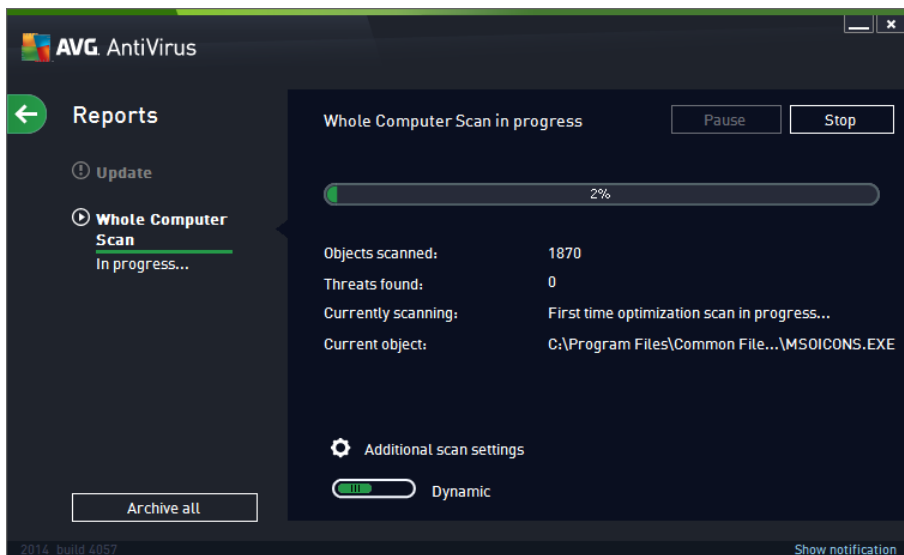 AVG. AntiVirus
Reports
Update
Whole Computer
Scan
In progress...
Archive all
Whole Computer Scan in progress
Pause
Stop
2%
Objects scanned: 1870
Threats found: 0
Currently scanning: First time optimization scan in progress...
Current object: C:\Program Files\Common File...\MSOICONS.EXE
Additional scan settings
Dynamic
2014 build 4057
Show notification